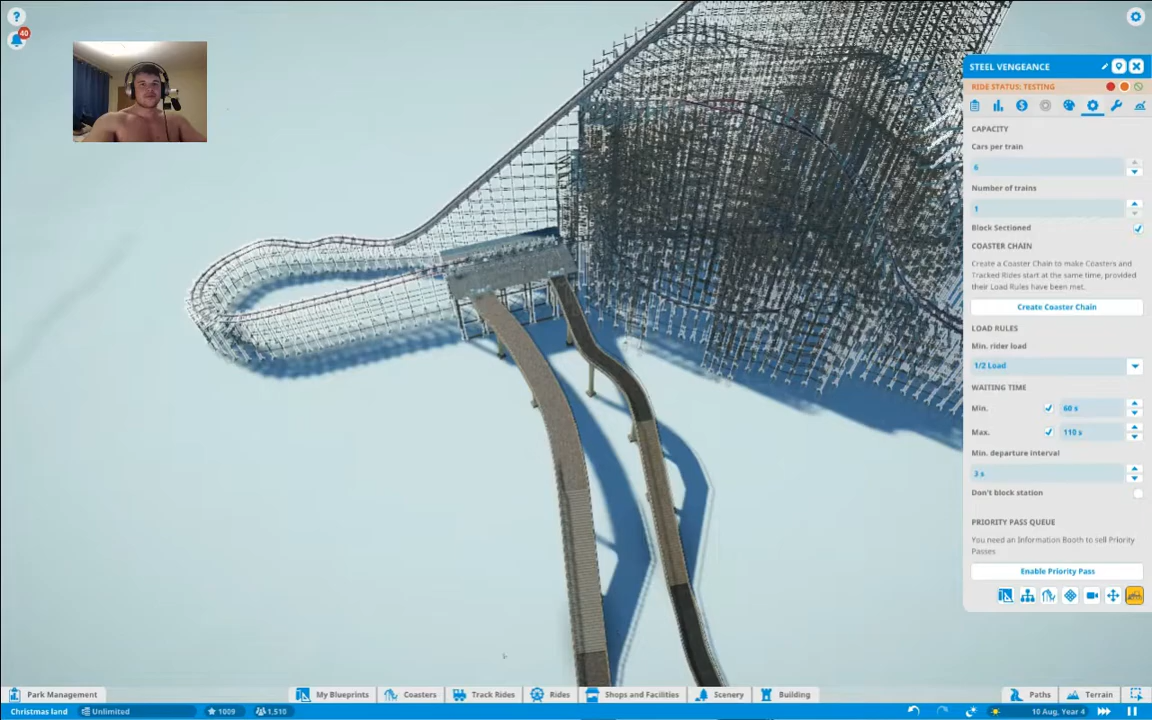 ?
40
STEEL VENGEANCE
RIDE STATUS: TESTING
CAPACITY
Cars per train
6
Number of trains
1
Block Sectioned
COASTER CHAIN
Create a Coaster Chain to make Coasters and
Tracked Rides start at the same time, provided
their Load Rules have been met.
Create Coaster Chain
LOAD RULES
Min. rider load
1/2 Load
WAITING TIME
Min. 60 s
Max. 110 s
Min. departure interval
3 s
Don't block station
PRIORITY PASS QUEUE
You need an Information Booth to sell Priority
Passes
Enable Priority Pass
Park Management My Blueprints Coasters Track Rides Rides Shops and Facilities Scenery Building Paths Terrain
Christmas land Unlimited 1009 1,510 10 Aug, Year 4